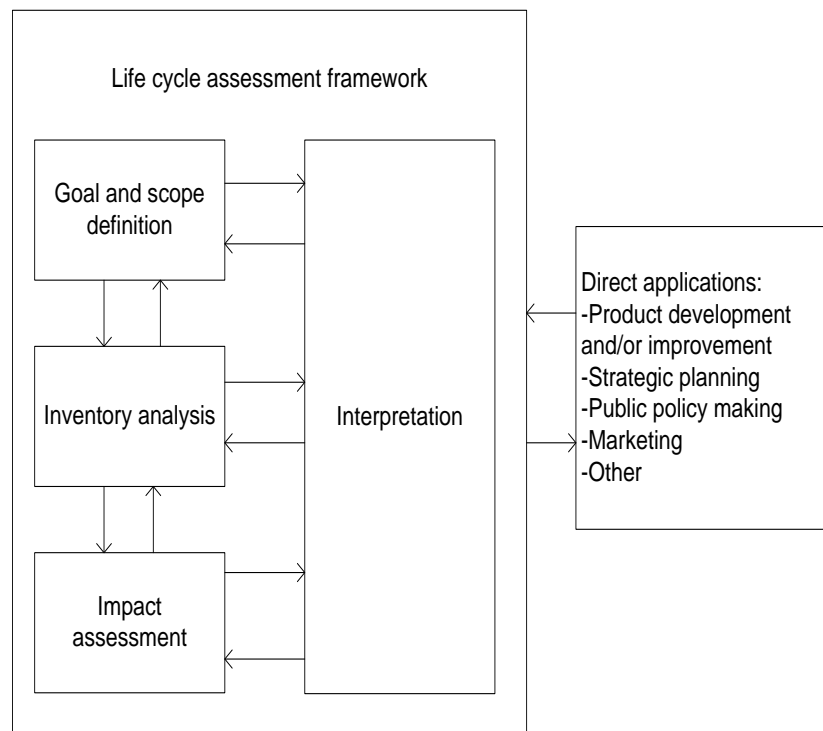 Life cycle assessment framework
Goal and scope
definition
Inventory analysis
Impact
assessment
Interpretation
Direct applications:
-Product development
and/or improvement
-Strategic planning
-Public policy making
-Marketing
-Other